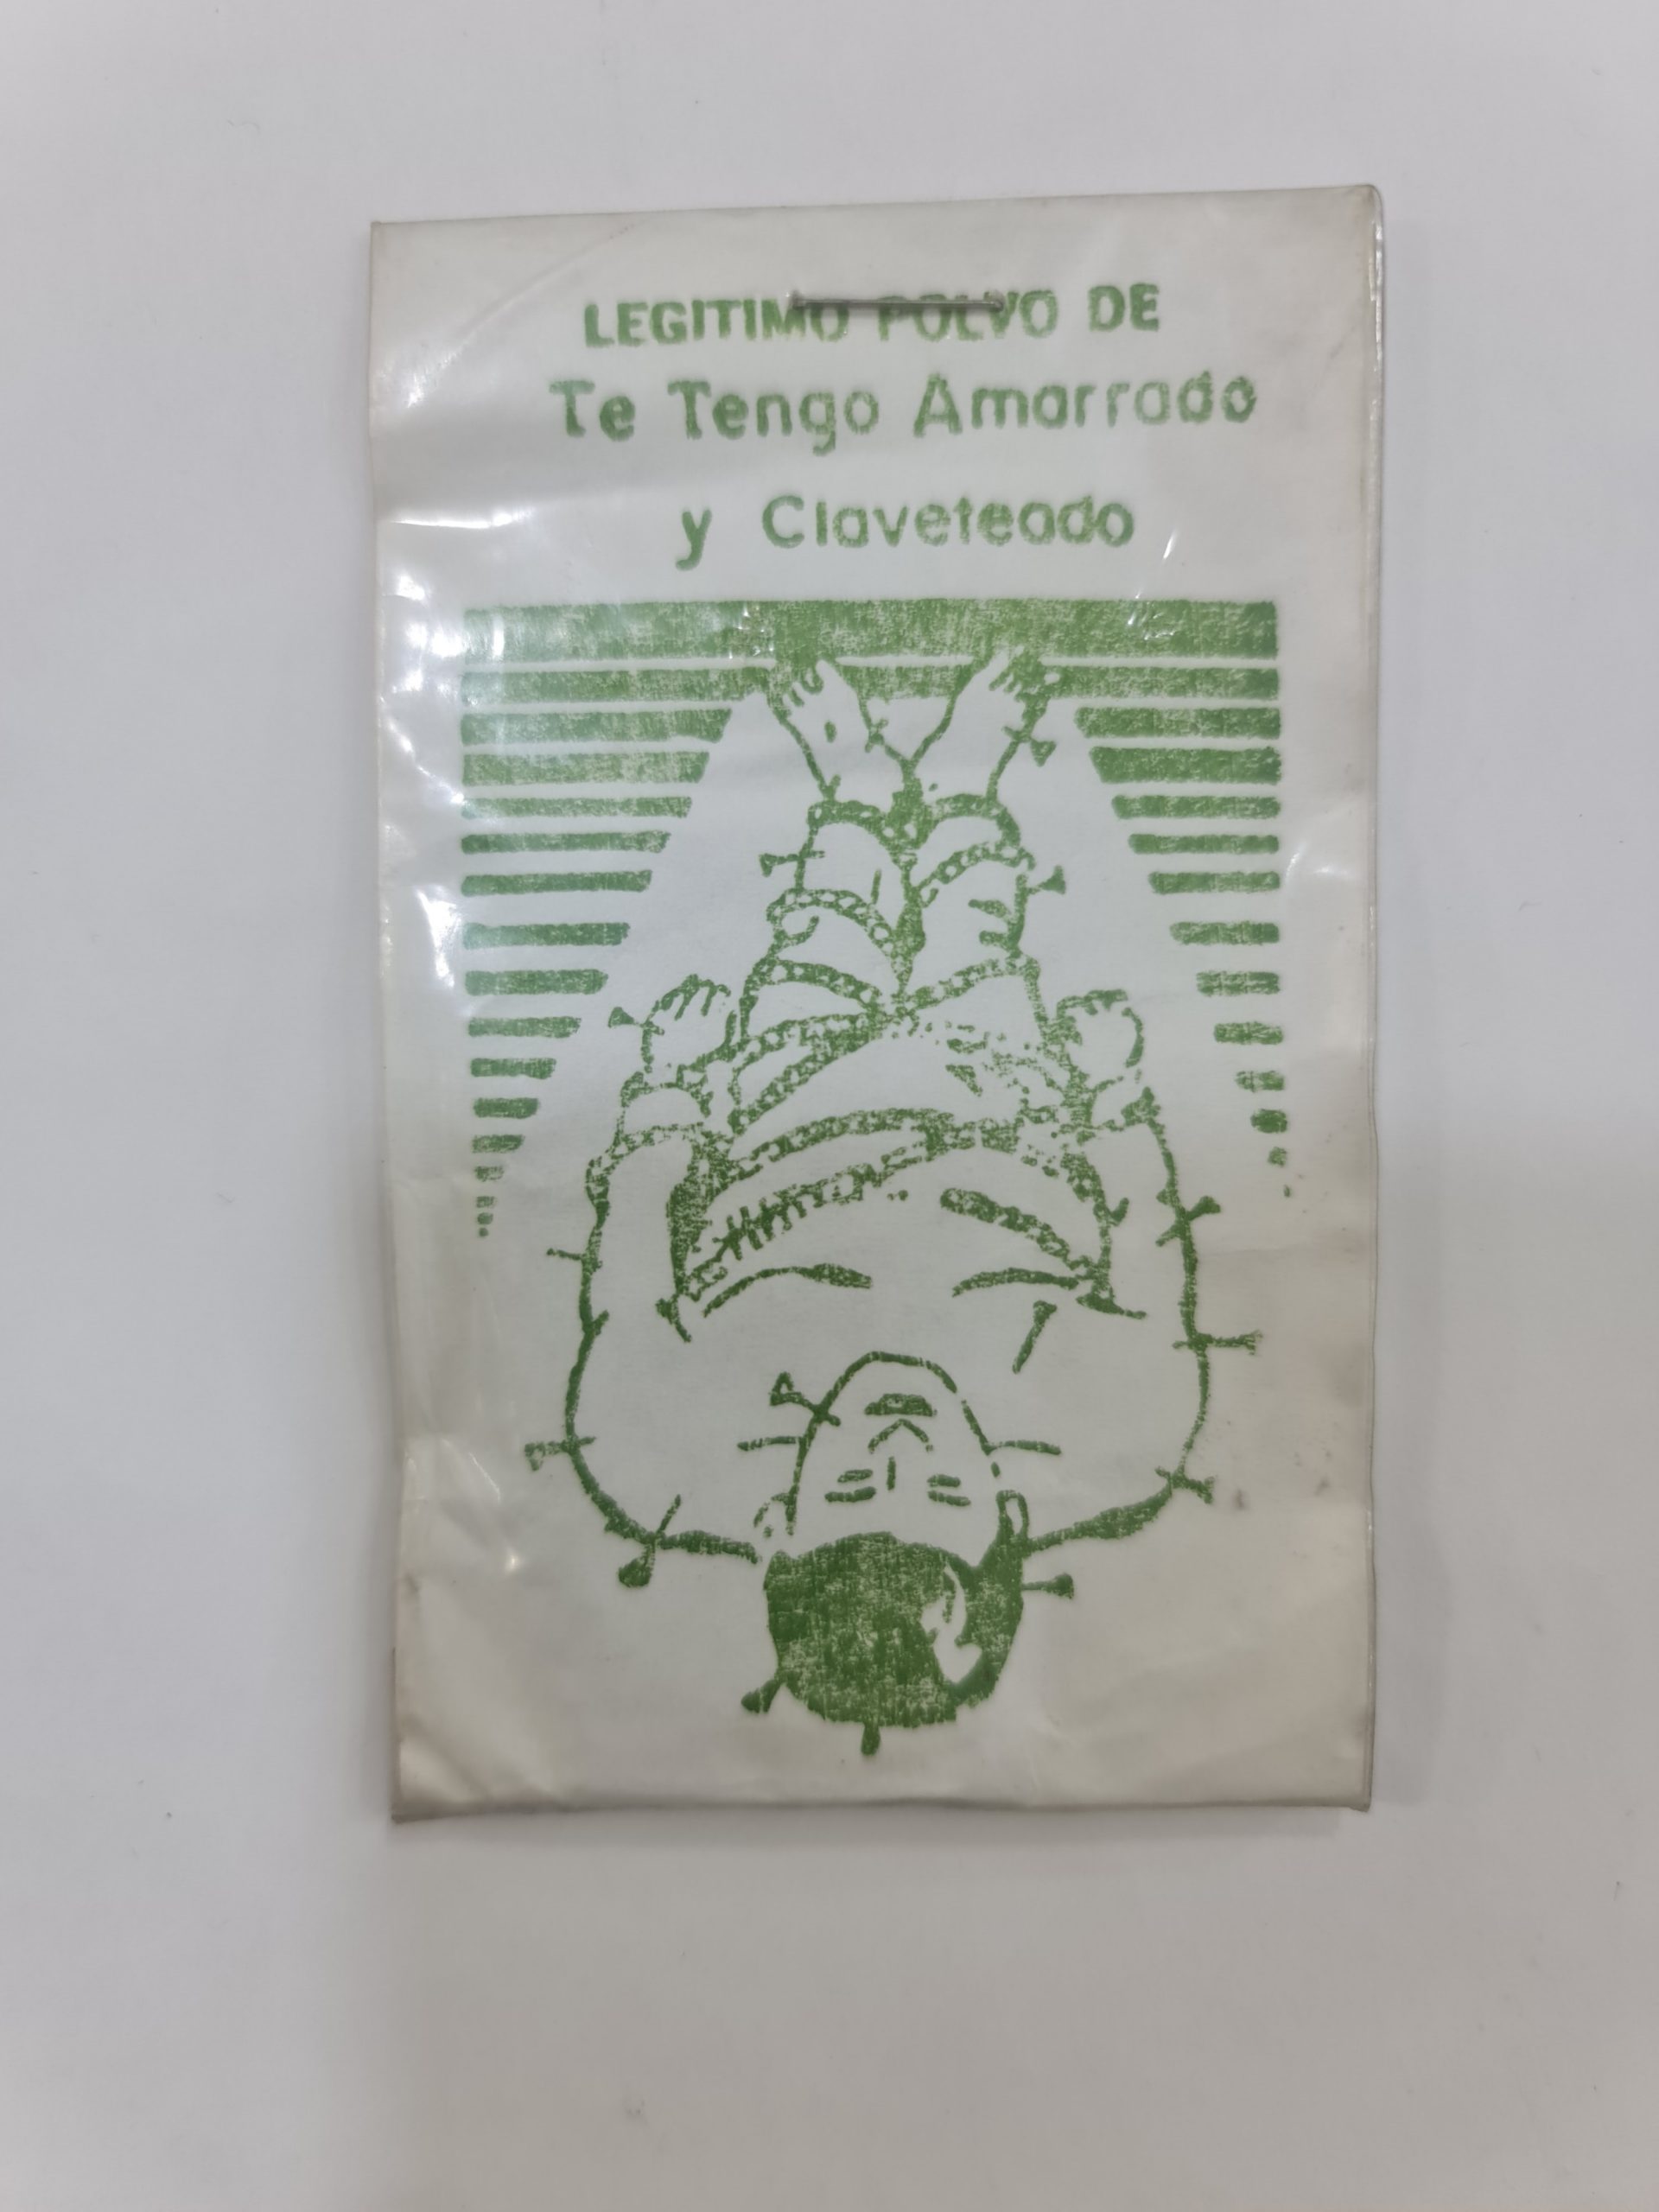 LEGITIMO POLVO DE
Te Tengo Amarrado
y Claveteado